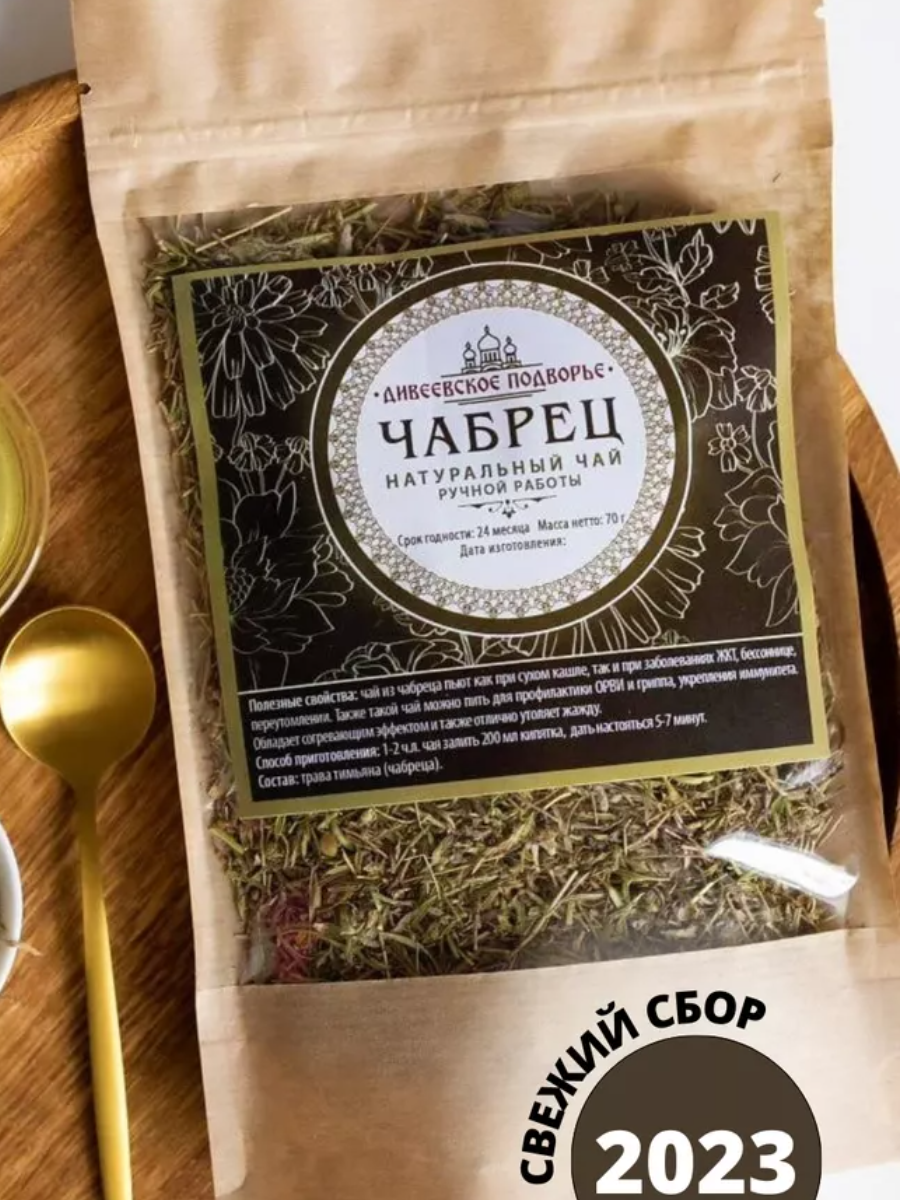 ДИВЕЕВСКОЕ ПОДВОРЬЕ
ЧАБРЕЦ
НАТУРАЛЬНЫЙ ЧАЙ
РУЧНОЙ РАБОТЫ
Срок годности: 24 месяца Масса нетто: 70 г
Дата изготовления:
Полезные свойства: чай из чабреца пьют как при сухом кашле, так и при заболеваниях ЖКТ, бессоннице,
переутомлении. Также такой чай можно пить для профилактики ОРВИ и гриппа, укрепления иммунитета.
Обладает согревающим эффектом и также отлично утоляет жажду.
Способ приготовления: 1-2 ч.л. чая залить 200 мл кипятка, дать настояться 5-7 минут.
Состав: трава тимьяна (чабреца).
СВЕЖИЙ СБОР
2023